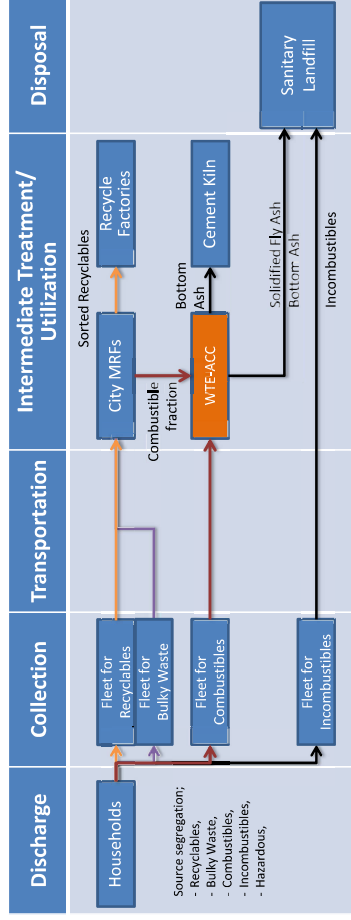 Discharge
Collection
Transportation
Intermediate Treatment/
Utilization
Disposal
Households
Source segregation;
- Recyclables,
- Bulky Waste,
- Combustibles,
- Incombustibles,
- Hazardous,
Fleet for
Recyclables
Fleet for
Bulky Waste
Fleet for
Combustibles
Fleet for
Incombustibles
City MRFs
Sorted Recyclables
Recycle
Factories
Combustible
fraction
WTE-ACC
Bottom
Ash
Cement Kiln
Solidified Fly Ash
Bottom Ash
Incombustibles
Sanitary
Landfill